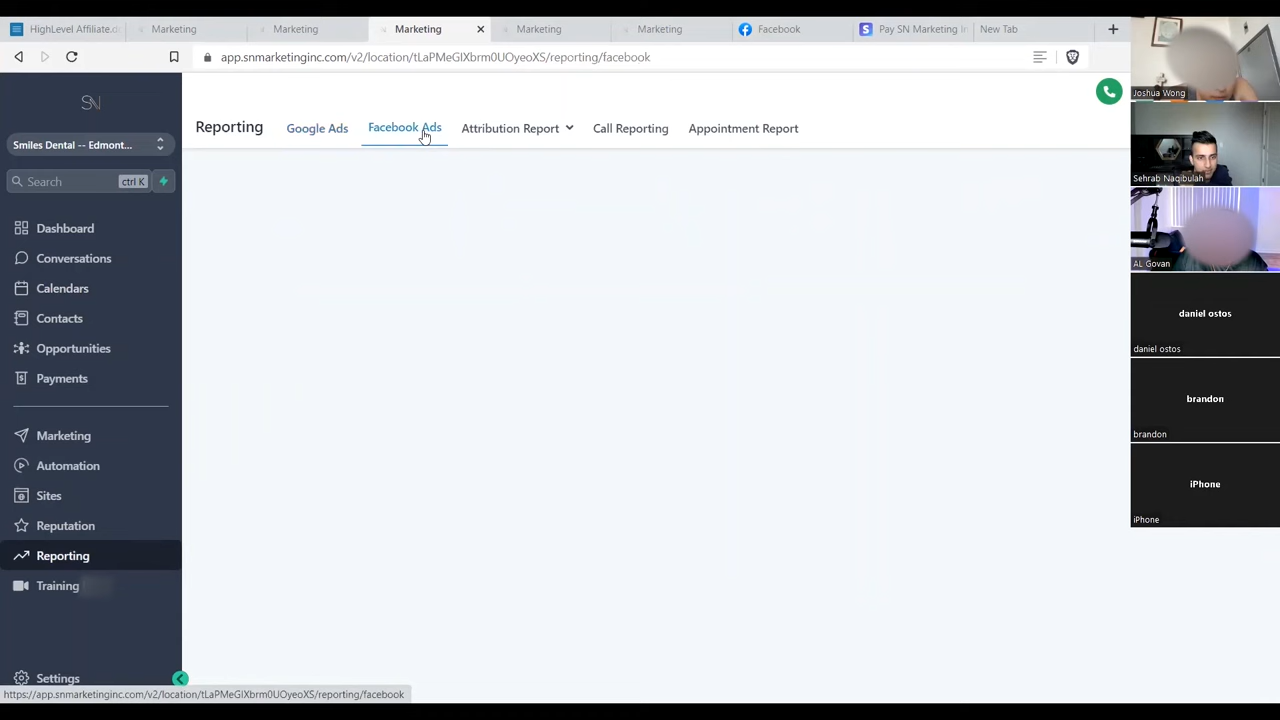 HighLevel Affiliate.d
Marketing
Marketing
Marketing
Marketing
Marketing
Facebook
Pay SN Marketing In
New Tab
app.snmarketinginc.com/v2/location/tLaPMeGIXbrm0UOyeoXS/reporting/facebook
SN
Smiles Dental -- Edmont...
Search
ctrl K
Dashboard
Conversations
Calendars
Contacts
Opportunities
Payments
Marketing
Automation
Sites
Reputation
Reporting
Training
Settings
Reporting
Google Ads
Facebook Ads
Attribution Report
Call Reporting
Appointment Report
Joshua Wong
Sehrab Naqibulah
AL Govan
daniel ostos
daniel ostos
brandon
brandon
iPhone
iPhone
https://app.snmarketinginc.com/v2/location/tLaPMeGIXbrm0UOyeoXS/reporting/facebook